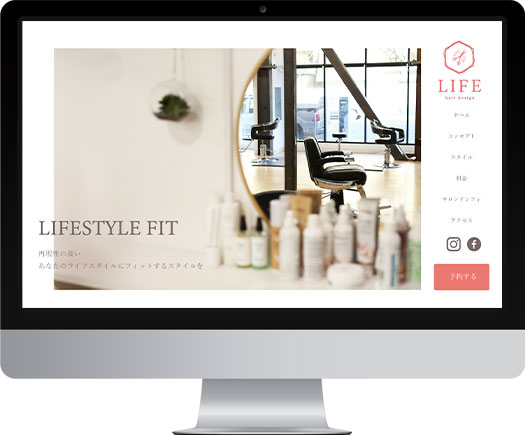 LIFESTYLE FIT
再現性の高い
あなたのライフスタイルにフィットするスタイルを
LIFE
hair design
ホーム
コンセプト
スタイル
料金
サロンインフォ
アクセス
予約する